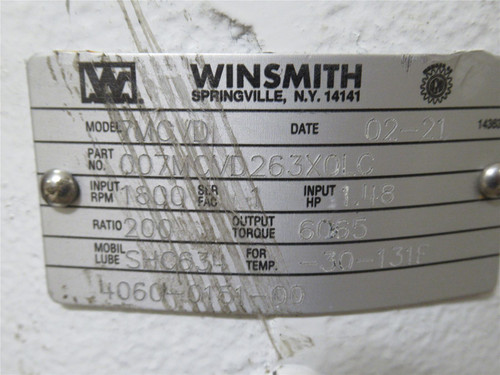 W
WINSMITH
SPRINGVILLE, N.Y. 14141
MODEL 7MCVD DATE 02-21
PART NO. 007MCVD263X0LC
INPUT RPM 1800 SER FAC 1 INPUT HP 1.48
RATIO 200 OUTPUT TORQUE 6065
MOBIL LUBE SHC634 FOR TEMP. -30-131F